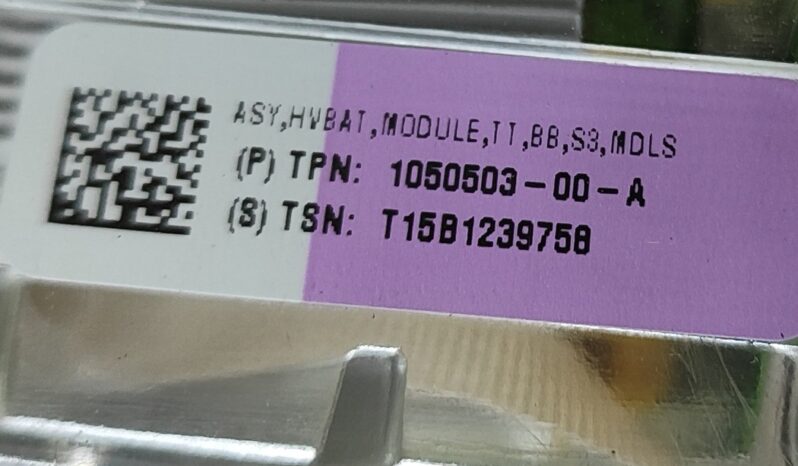 ASY,HVBAT,MODULE,TT,BB,S3,MDLS
(P) TPN: 1050503-00-A
(S) TSN: T15B1239758